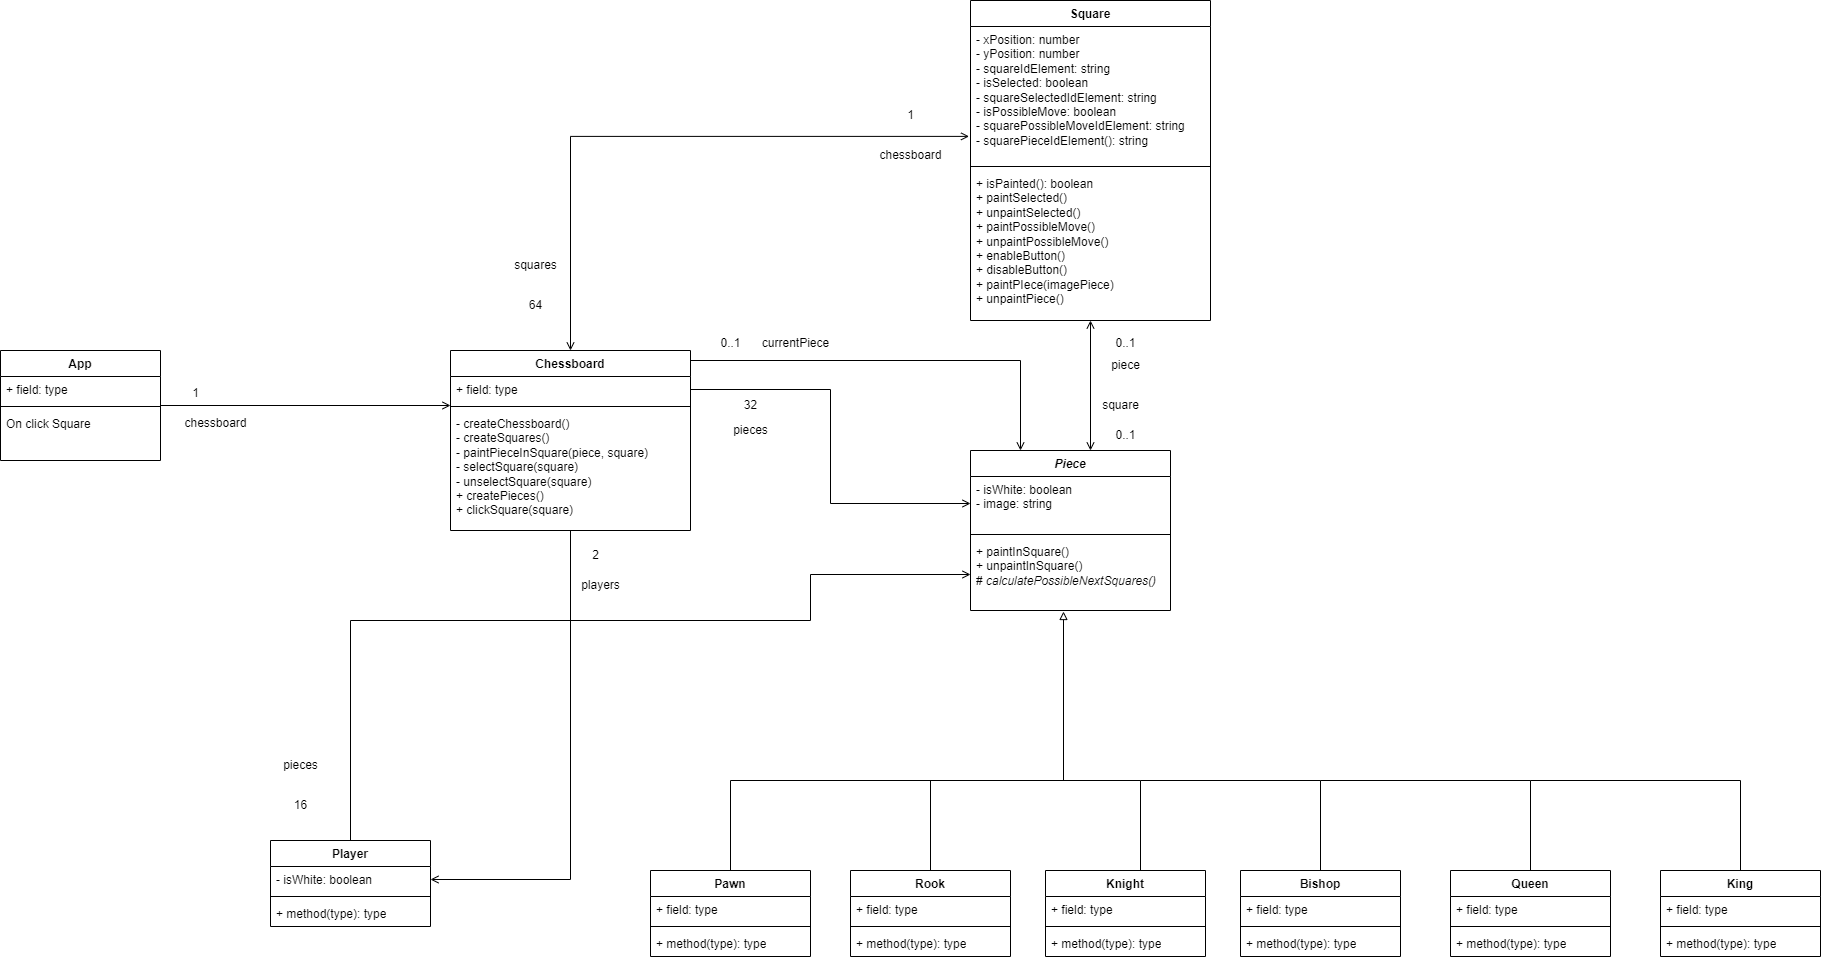 Square
- xPosition: number
- yPosition: number
- squareIdElement: string
- isSelected: boolean
- squareSelectedIdElement: string
- isPossibleMove: boolean
- squarePossibleMoveIdElement: string
- squarePieceIdElement(): string
+ isPainted(): boolean
+ paintSelected()
+ unpaintSelected()
+ paintPossibleMove()
+ unpaintPossibleMove()
+ enableButton()
+ disableButton()
+ paintPIece(imagePiece)
+ unpaintPiece()
1
chessboard
squares
64
App
+ field: type
On click Square
1
chessboard
Chessboard
+ field: type
- createChessboard()
- createSquares()
- paintPieceInSquare(piece, square)
- selectSquare(square)
- unselectSquare(square)
+ createPieces()
+ clickSquare(square)
0..1 currentPiece
32
pieces
0..1
piece
square
0..1
Piece
- isWhite: boolean
- image: string
+ paintInSquare()
+ unpaintInSquare()
# calculatePossibleNextSquares()
2
players
pieces
16
Player
- isWhite: boolean
+ method(type): type
Pawn
+ field: type
+ method(type): type
Rook
+ field: type
+ method(type): type
Knight
+ field: type
+ method(type): type
Bishop
+ field: type
+ method(type): type
Queen
+ field: type
+ method(type): type
King
+ field: type
+ method(type): type